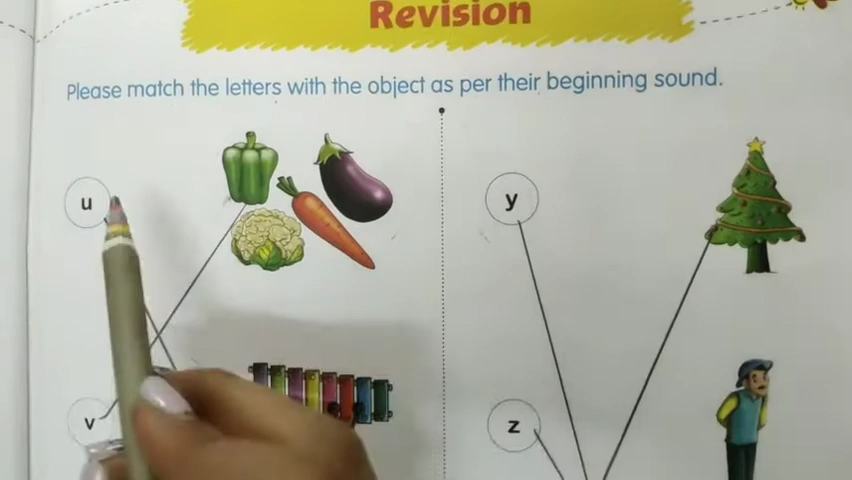 Revision
Please match the letters with the object as per their beginning sound.
u
y
v
z